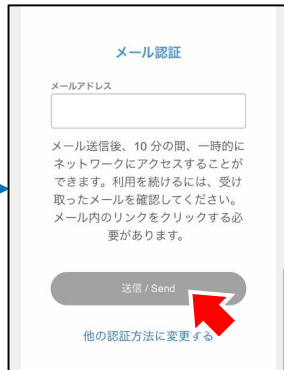 メール認証
メールアドレス
メール送信後、10 分の間、一時的に
ネットワークにアクセスすることが
できます。利用を続けるには、受け
取ったメールを確認してください。
メール内のリンクをクリックする必
要があります。
送信 / Send
他の認証方法に変更する